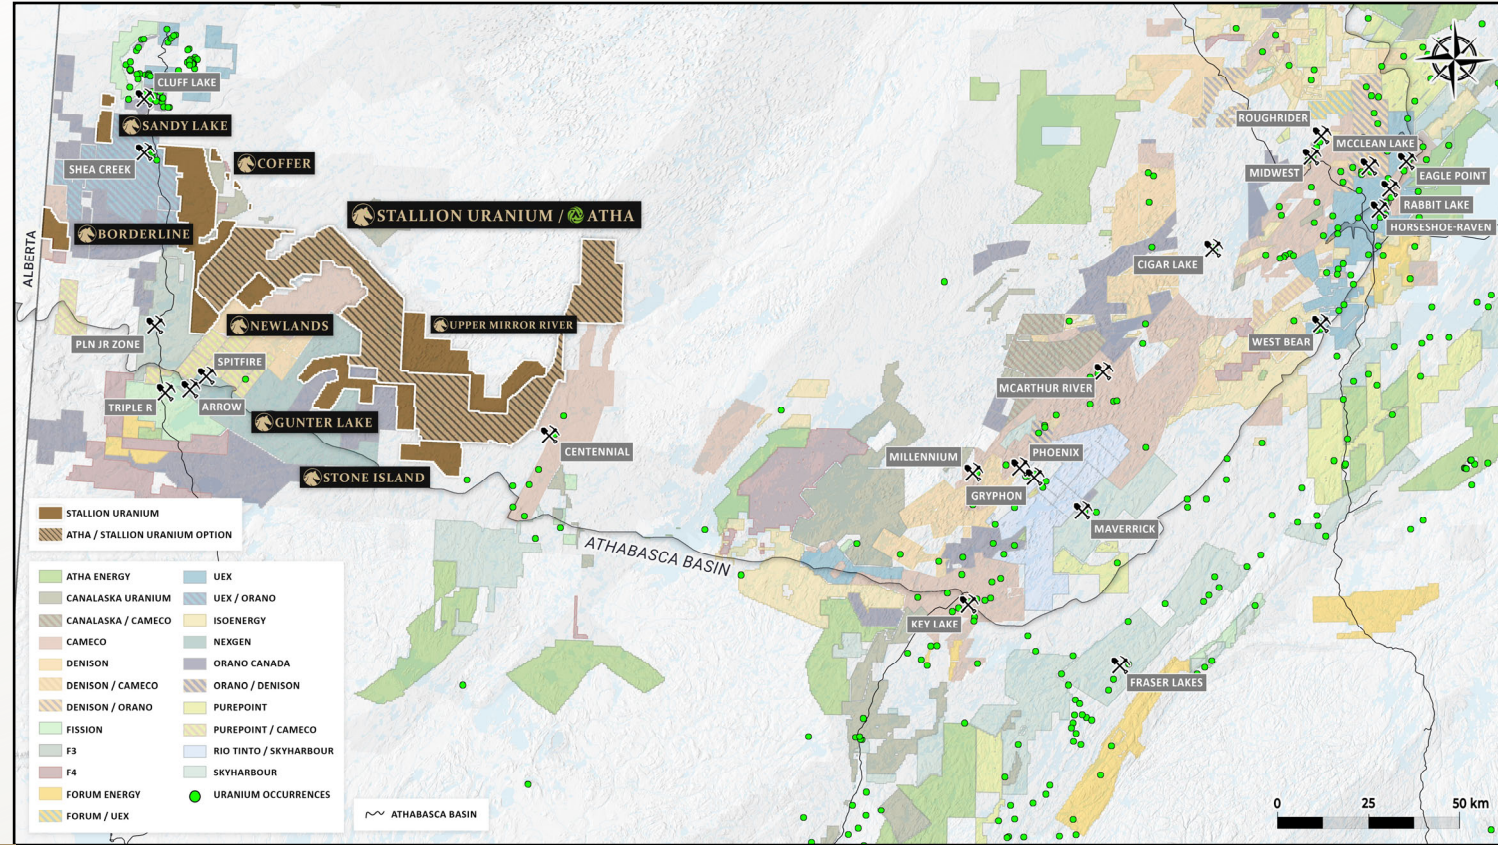 CLUFF LAKE
SANDY LAKE
SHEA CREEK
COFFER
STALLION URANIUM / ATHA
BORDERLINE
ALBERTA
NEWLANDS
UPPER MIRROR RIVER
PLN JR ZONE
SPITFIRE
TRIPLE R
ARROW
GUNTER LAKE
STONE ISLAND
CENTENNIAL
ROUGHRIDER
MCCLEAN LAKE
MIDWEST
EAGLE POINT
RABBIT LAKE
HORSESHOE-RAVEN
CIGAR LAKE
WEST BEAR
MCARTHUR RIVER
MILLENNIUM
PHOENIX
GRYPHON
MAVERRICK
ATHABASCA BASIN
KEY LAKE
FRASER LAKES
STALLION URANIUM
ATHA / STALLION URANIUM OPTION
ATHA ENERGY
CANALASKA URANIUM
CANALASKA / CAMECO
CAMECO
DENISON
DENISON / CAMECO
DENISON / ORANO
FISSION
F3
F4
FORUM ENERGY
FORUM / UEX
UEX
UEX / ORANO
ISOENERGY
NEXGEN
ORANO CANADA
ORANO / DENISON
PUREPOINT
PUREPOINT / CAMECO
RIO TINTO / SKYHARBOUR
SKYHARBOUR
URANIUM OCCURRENCES
ATHABASCA BASIN
0 25 50 km